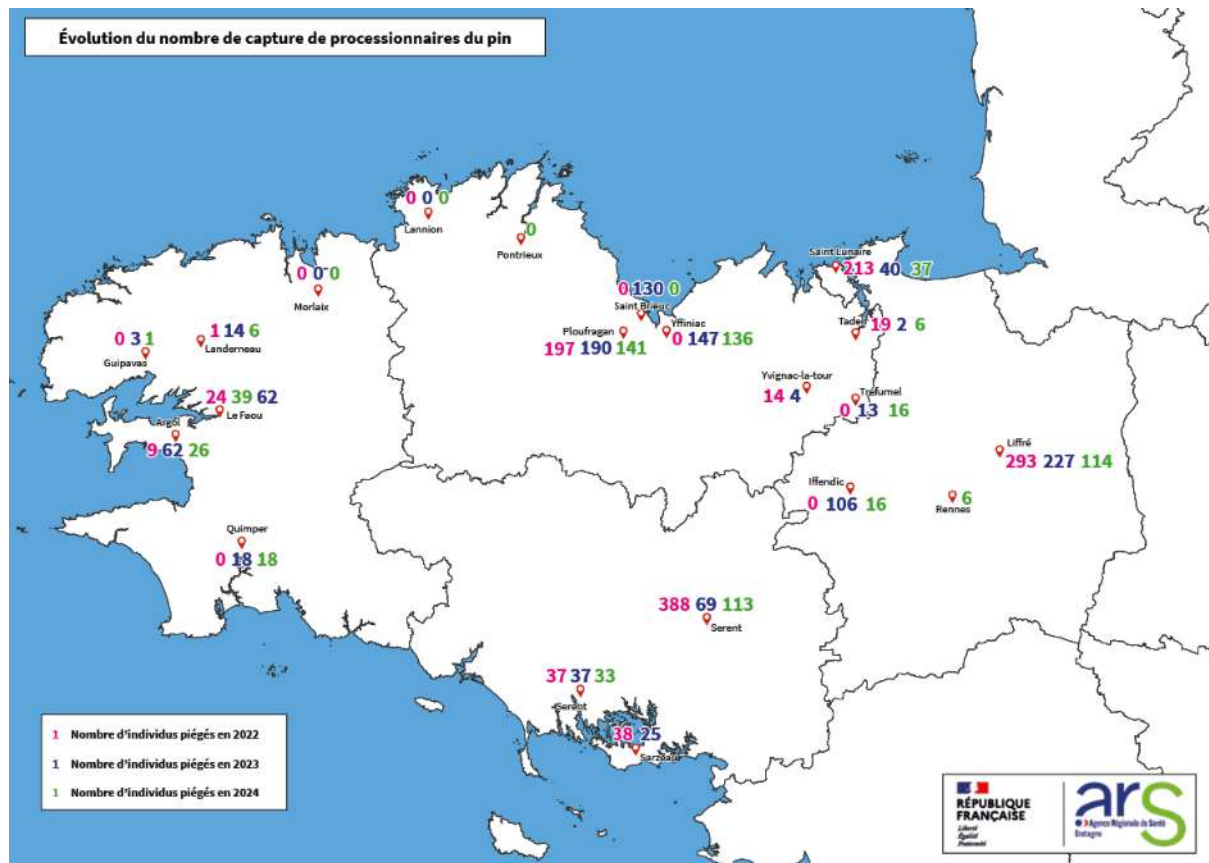 Évolution du nombre de capture de processionnaires du pin
0 0 0
Lannion
0
Pontrieux
Saint Lunaire
213 40 37
0 0 0
Morlaix
0 130 0
Saint Brieuc
Yffiniac
0 147 136
Ploufragan
197 190 141
Taden
19 2 6
1 14 6
Landerneau
0 3 1
Guipavas
Yvignac-la-tour
14 4
Tréfumel
0 13 16
24 39 62
Le Faou
Argol
9 62 26
Liffré
293 227 114
Iffendic
0 106 16
6
Rennes
Quimper
0 18 18
388 69 113
Serent
37 37 33
Serent
38 25
Sarzeau
1 Nombre d'individus piégés en 2022
1 Nombre d'individus piégés en 2023
1 Nombre d'individus piégés en 2024
RÉPUBLIQUE
FRANÇAISE
Liberté
Égalité
Fraternité
ars
Agence Régionale de Santé
Bretagne